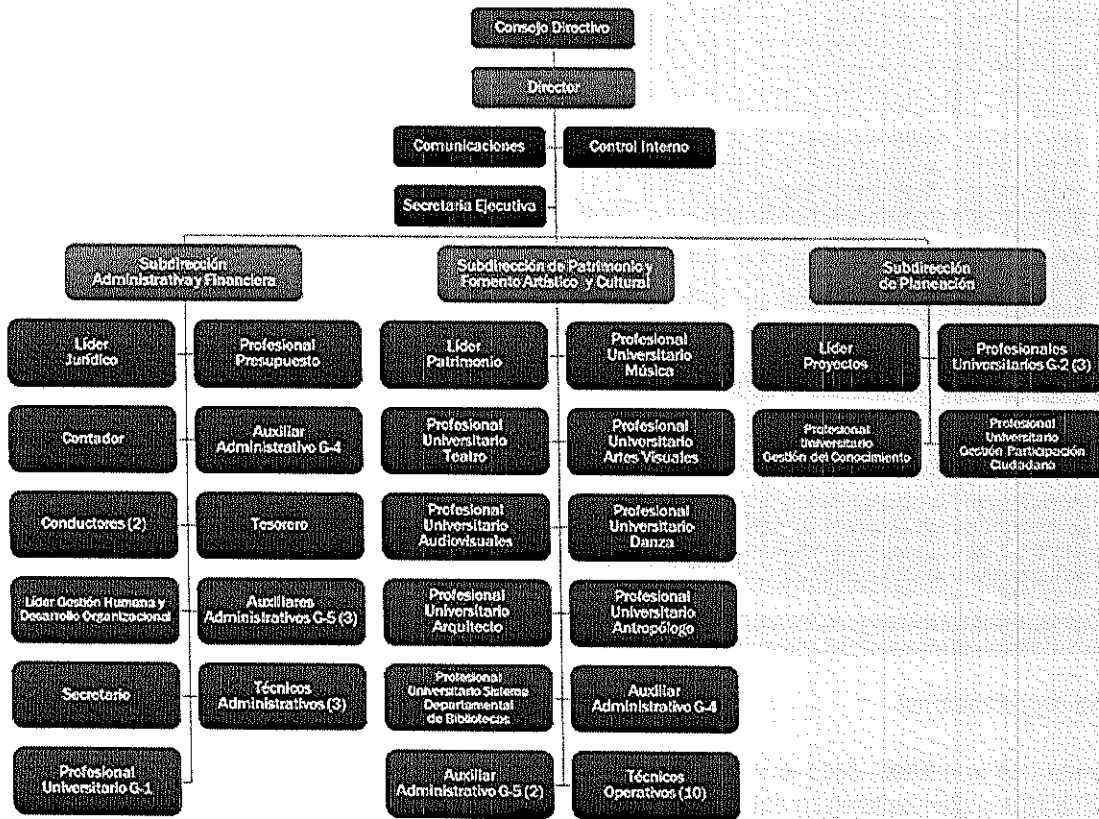 Consejo Directivo
Director
Comunicaciones
Control Interno
Secretaria Ejecutiva
Subdirección
Administrativa y Financiera
Subdirección de Patrimonio y
Fomento Artístico y Cultural
Subdirección
de Planeación
Líder
Jurídico
Profesional
Presupuesto
Líder
Patrimonio
Profesional
Universitario
Música
Líder
Proyectos
Profesionales
Universitarios G-2 (3)
Contador
Auxiliar
Administrativo G-4
Profesional
Universitario
Teatro
Profesional
Universitario
Artes Visuales
Profesional
Universitario
Gestión del Conocimiento
Profesional
Universitario
Gestión Participación
Ciudadana
Conductores (2)
Tesorero
Profesional
Universitario
Audiovisuales
Profesional
Universitario
Danza
Líder Gestión Humana y
Desarrollo Organizacional
Auxiliares
Administrativos G-5 (3)
Profesional
Universitario
Arquitecto
Profesional
Universitario
Antropólogo
Secretario
Técnicos
Administrativos (3)
Profesional
Universitario Sistema
Departamental
de Bibliotecas
Auxiliar
Administrativo G-4
Profesional
Universitario G-1
Auxiliar
Administrativo G-5 (2)
Técnicos
Operativos (10)